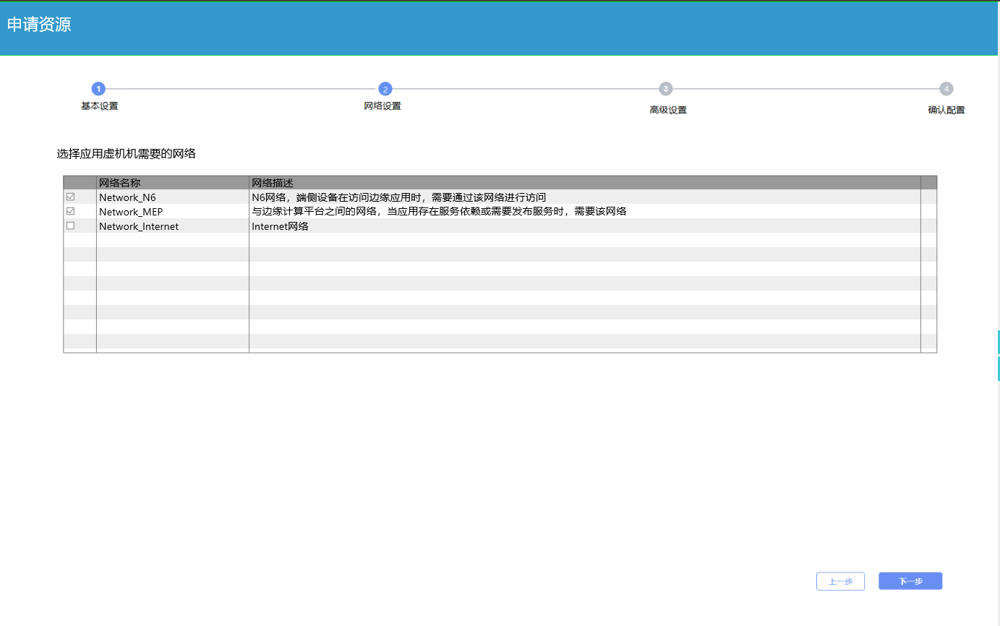 申请资源
1 2 3 4
基本设置 网络设置 高级设置 确认配置
选择应用虚机机需要的网络
网络名称 网络描述
Network_N6 N6网络，端侧设备在访问边缘应用时，需要通过该网络进行访问
Network_MEP 与边缘计算平台之间的网络，当应用存在服务依赖或需要发布服务时，需要该网络
Network_Internet Internet网络
上一步 下一步